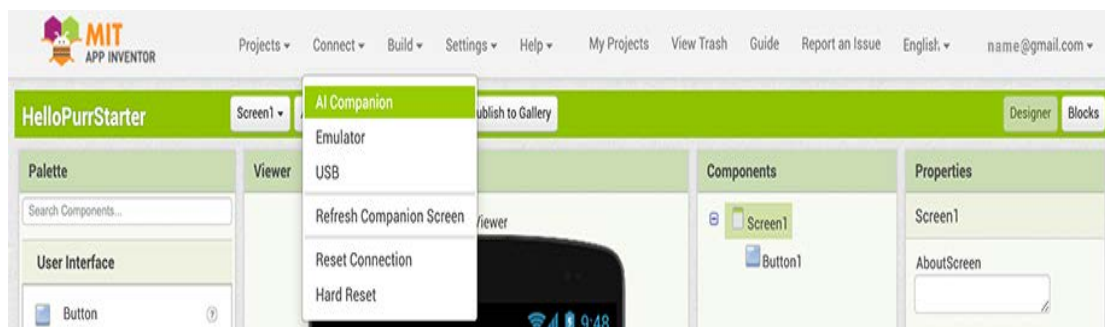 MIT
APP INVENTOR
Projects Connect Build Settings Help My Projects View Trash Guide Report an Issue English name@gmail.com
HelloPurrStarter Screen1 ublish to Gallery Designer Blocks
AI Companion
Emulator
USB
Refresh Companion Screen
Reset Connection
Hard Reset
Palette
Search Components...
User Interface
Button
Viewer
Viewer
9:48
Components
Screen1
Button1
Properties
Screen1
AboutScreen